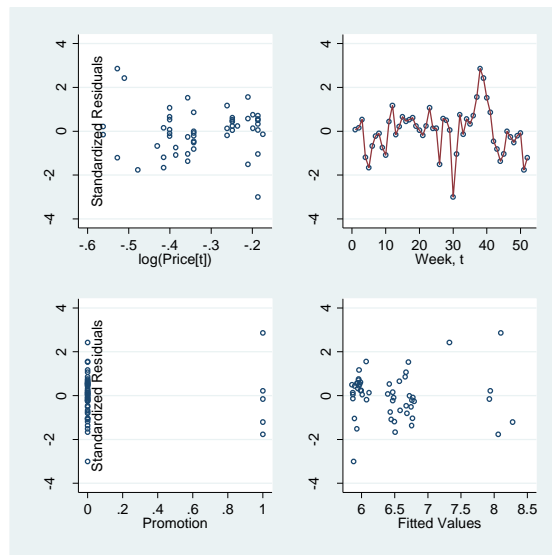 4
2
0
-2
-4
Standardized Residuals
-.6 -.5 -.4 -.3 -.2
log(Price[t])
4
2
0
-2
-4
0 10 20 30 40 50
Week, t
4
2
0
-2
-4
Standardized Residuals
0 .2 .4 .6 .8 1
Promotion
4
2
0
-2
-4
6 6.5 7 7.5 8 8.5
Fitted Values